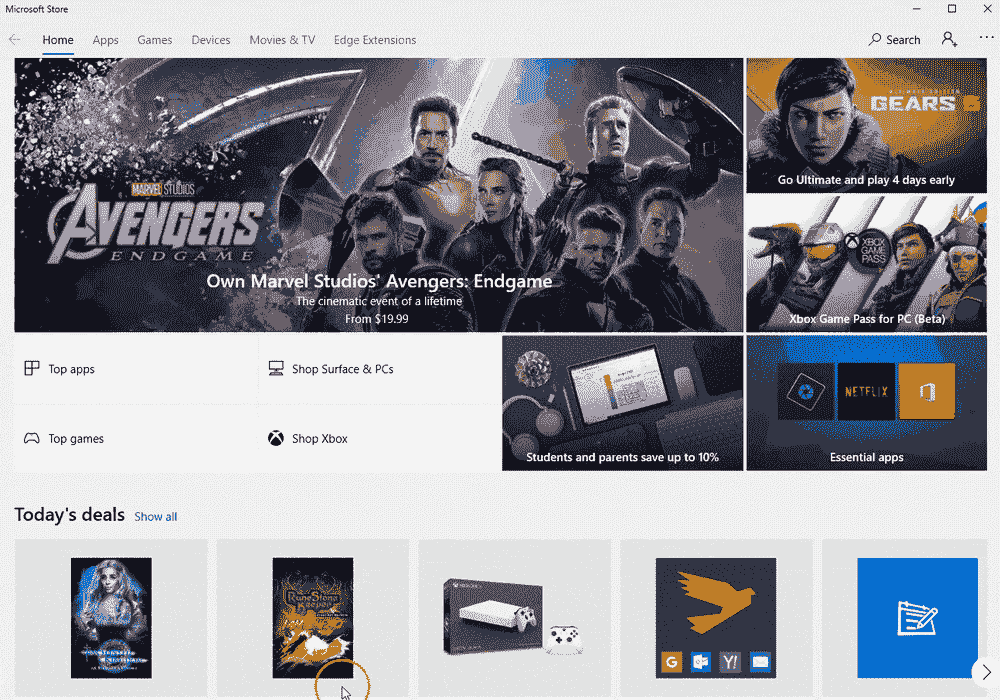 Microsoft Store
Home Apps Games Devices Movies & TV Edge Extensions Search
MARVEL STUDIOS
AVENGERS
ENDGAME
Own Marvel Studios' Avengers: Endgame
The cinematic event of a lifetime
From $19.99
GEARS 5
Go Ultimate and play 4 days early
XBOX
GAME
PASS
Xbox Game Pass for PC (Beta)
Top apps
Shop Surface & PCs
Top games
Shop Xbox
Students and parents save up to 10%
NETFLIX
Essential apps
Today's deals Show all
RuneStone
Keeper
G Y!